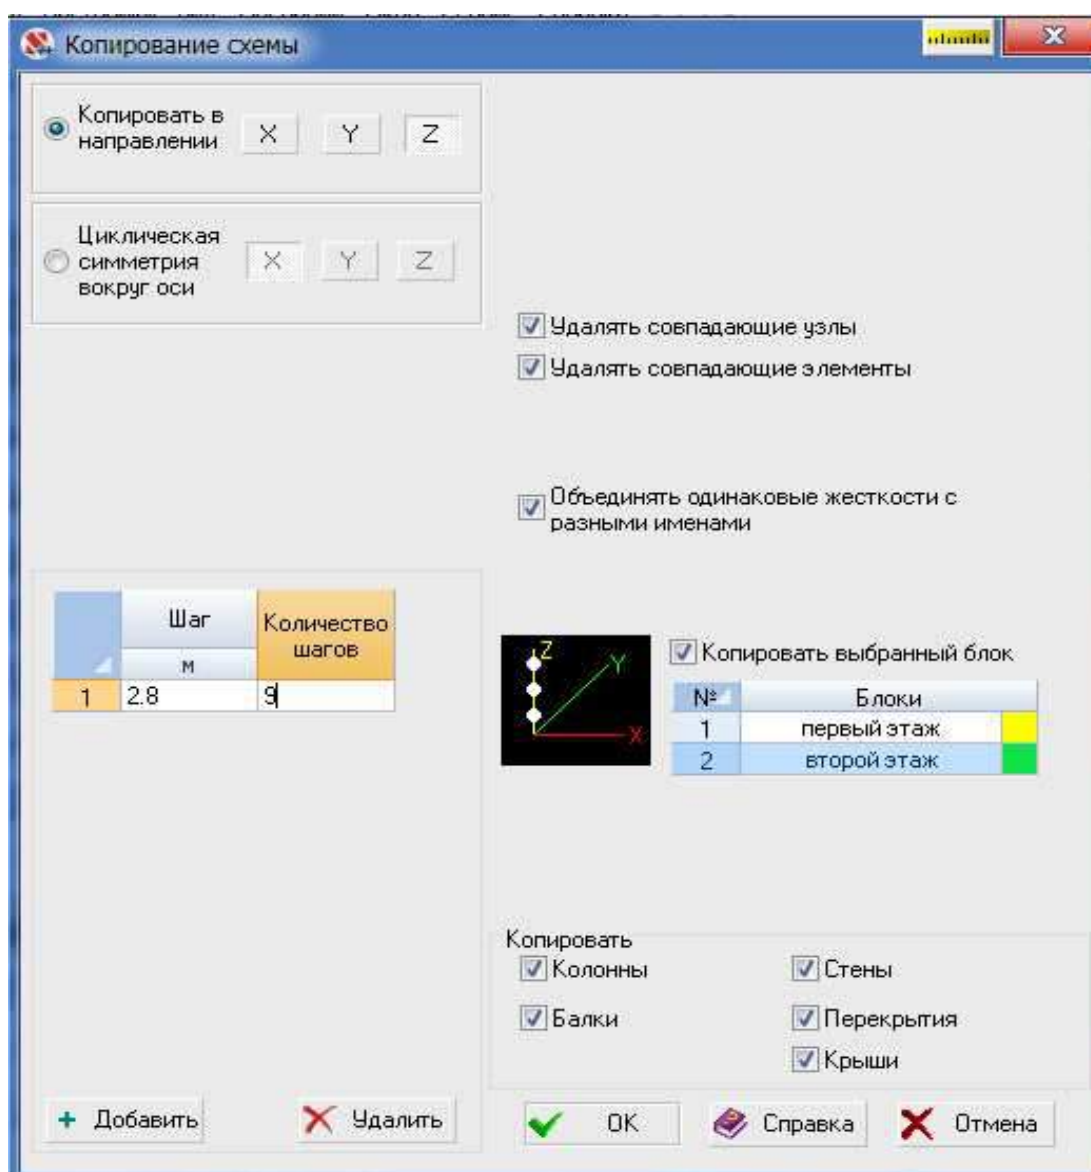 Копирование схемы
Копировать в
направлении
X Y Z
Циклическая
симметрия
вокруг оси
X Y Z
Удалять совпадающие узлы
Удалять совпадающие элементы
Объединять одинаковые жесткости с
разными именами
Шаг
Количество
шагов
м
1 2.8 9
Z
Y
X
Копировать выбранный блок
№ Блоки
1 первый этаж
2 второй этаж
Копировать
Колонны
Стены
Балки
Перекрытия
Крыши
Добавить
Удалить
OK
Справка
Отмена